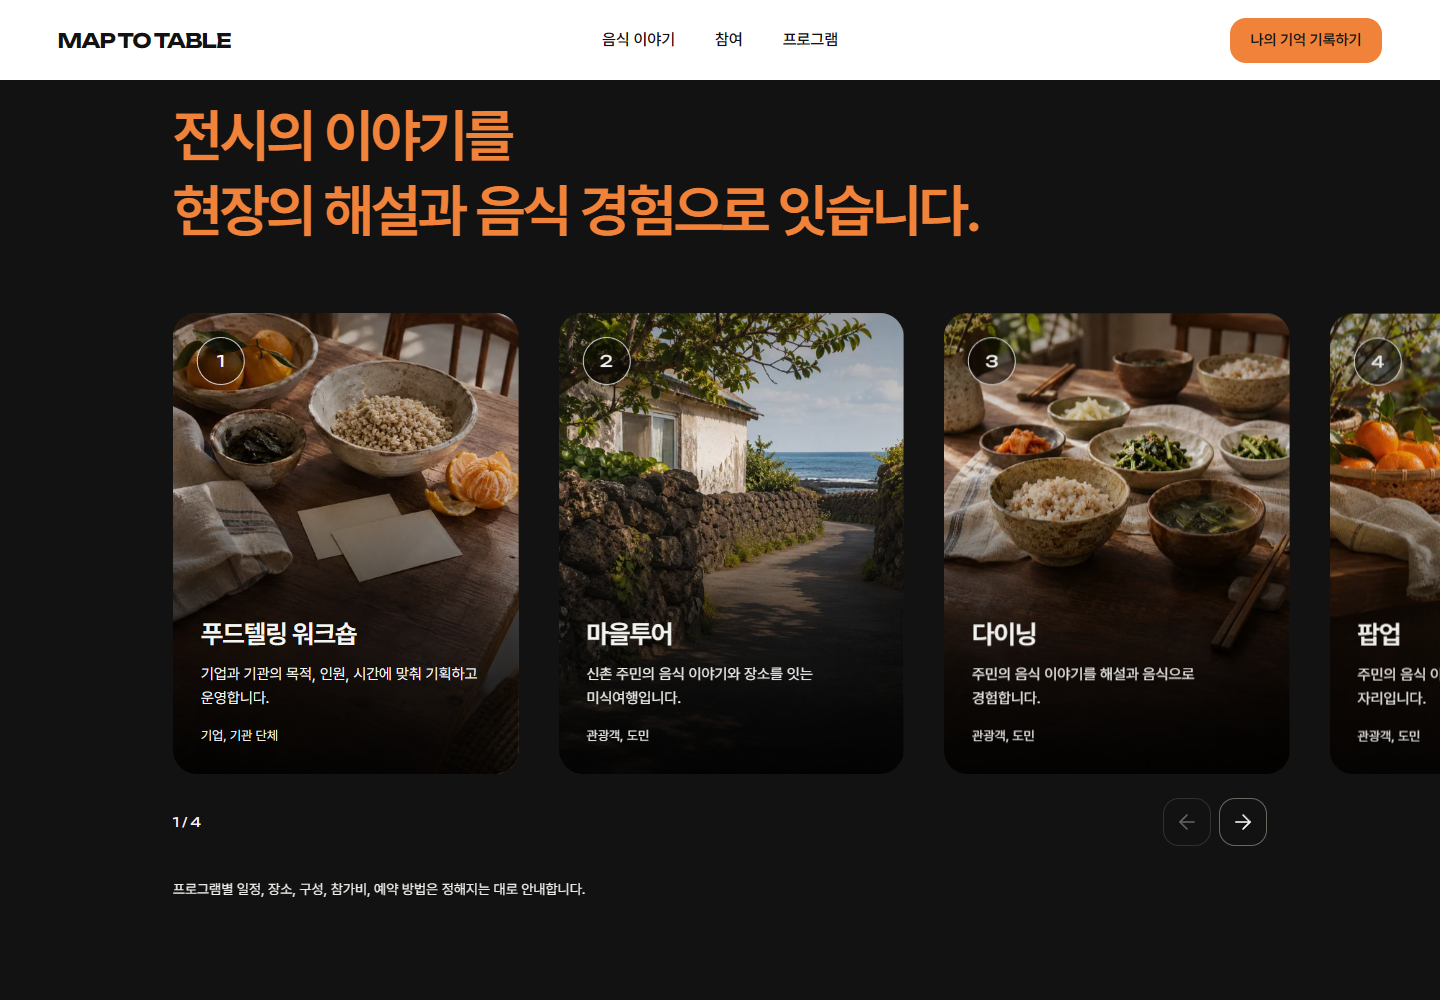 MAP TO TABLE
음식 이야기
참여
프로그램
나의 기억 기록하기
전시의 이야기를
현장의 해설과 음식 경험으로 잇습니다.
1
2
3
4
푸드텔링 워크숍
기업과 기관의 목적, 인원, 시간에 맞춰 기획하고
운영합니다.
기업, 기관 단체
마을투어
신촌 주민의 음식 이야기와 장소를 잇는
미식여행입니다.
관광객, 도민
다이닝
주민의 음식 이야기를 해설과 음식으로
경험합니다.
관광객, 도민
팝업
주민의 음식 이
자리입니다.
관광객, 도민
1 / 4
프로그램별 일정, 장소, 구성, 참가비, 예약 방법은 정해지는 대로 안내합니다.